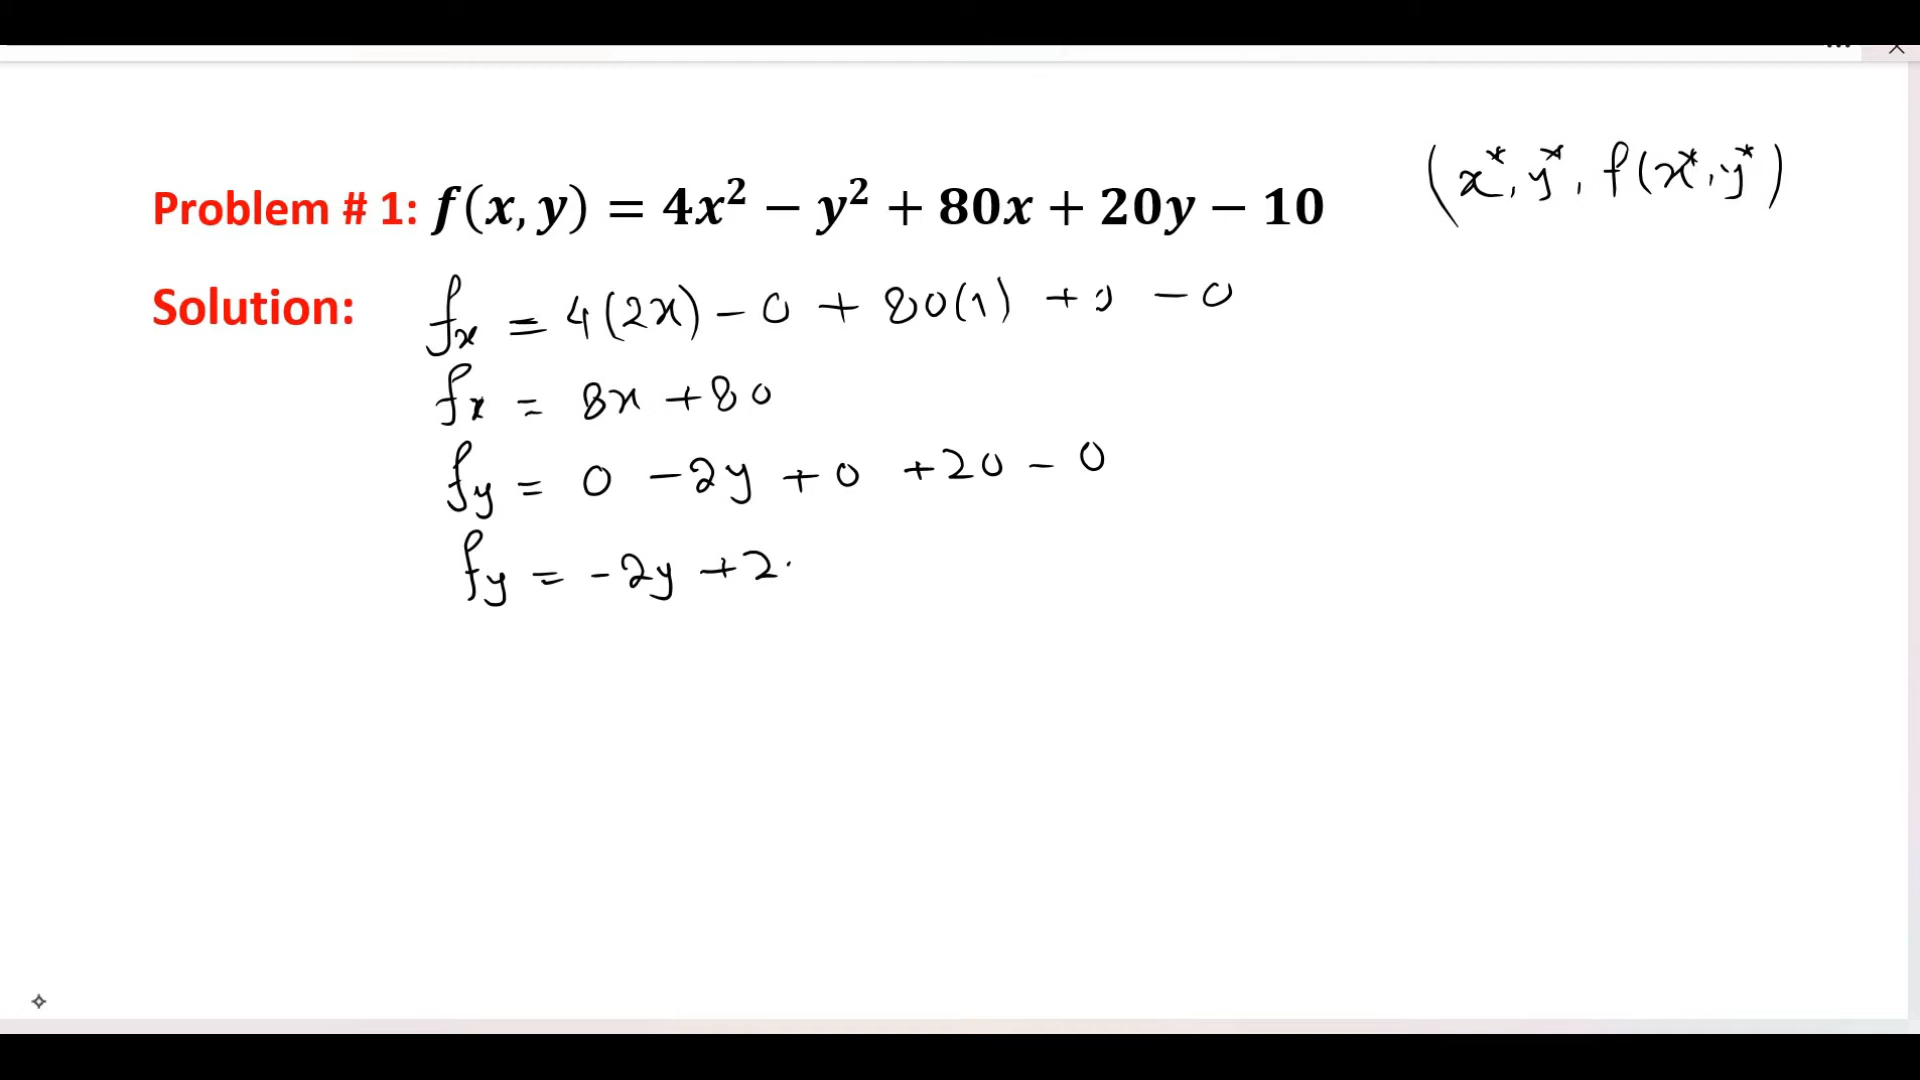 Problem # 1: f(x, y) = 4x² − y² + 80x + 20y − 10
(x*, y*, f(x*, y*)
Solution: fx = 4(2x) − 0 + 80(1) + 0 − 0
fx = 8x + 80
fy = 0 − 2y + 0 + 20 − 0
fy = -2y + 2